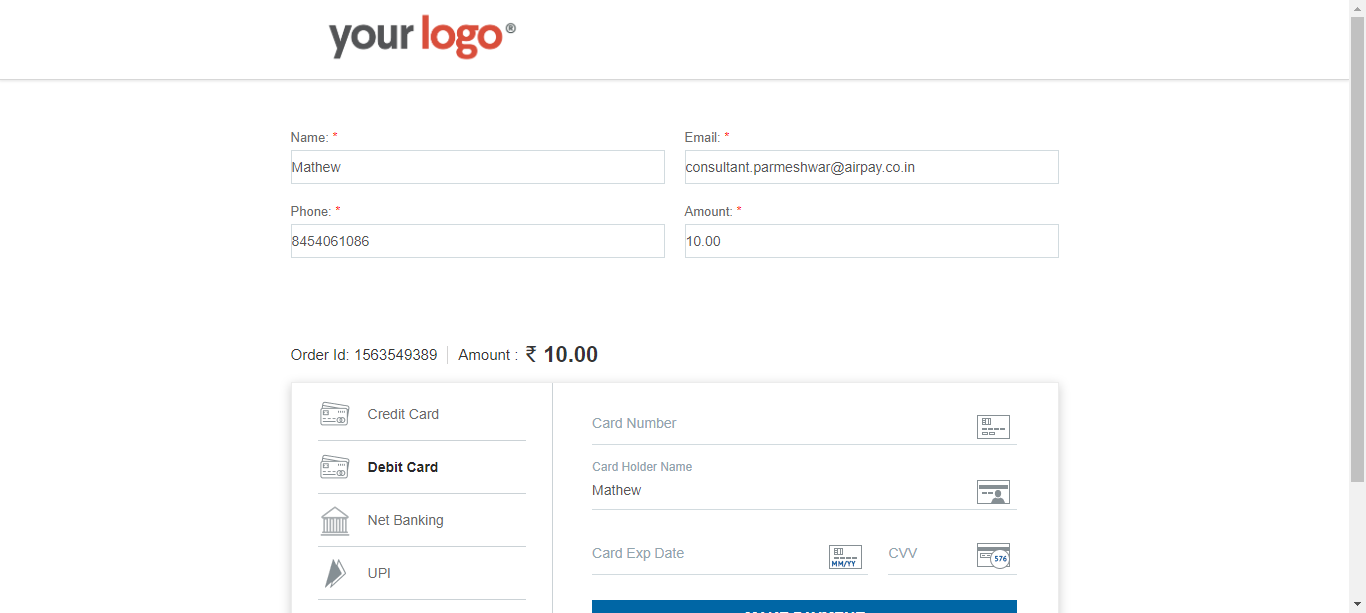 your logo®
Name: * Email: *
Mathew consultant.parmeshwar@airpay.co.in
Phone: * Amount: *
8454061086 10.00
Order Id: 1563549389 Amount : ₹ 10.00
Credit Card
Debit Card
Net Banking
UPI
Card Number
Card Holder Name
Mathew
Card Exp Date MM/YY CVV 576
MAKE PAYMENT